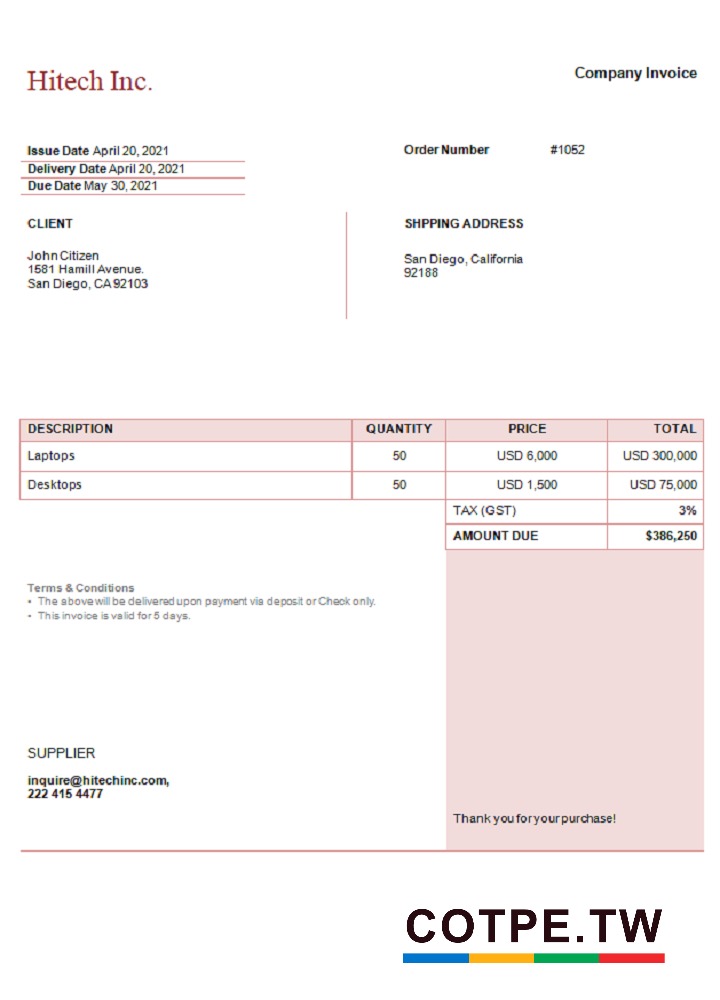 Hitech Inc.
Company Invoice
Issue Date April 20, 2021
Order Number #1052
Delivery Date April 20, 2021
Due Date May 30, 2021
CLIENT
SHPPING ADDRESS
John Citizen
1581 Hamill Avenue.
San Diego, CA 92103
San Diego, California
92188
DESCRIPTION QUANTITY PRICE TOTAL
Laptops 50 USD 6,000 USD 300,000
Desktops 50 USD 1,500 USD 75,000
TAX (GST) 3%
AMOUNT DUE $386,250
Terms & Conditions
• The above will be delivered upon payment via deposit or Check only.
• This invoice is valid for 5 days.
SUPPLIER
inquire@hitechinc.com,
222 415 4477
Thank you for your purchase!
COTPE.TW